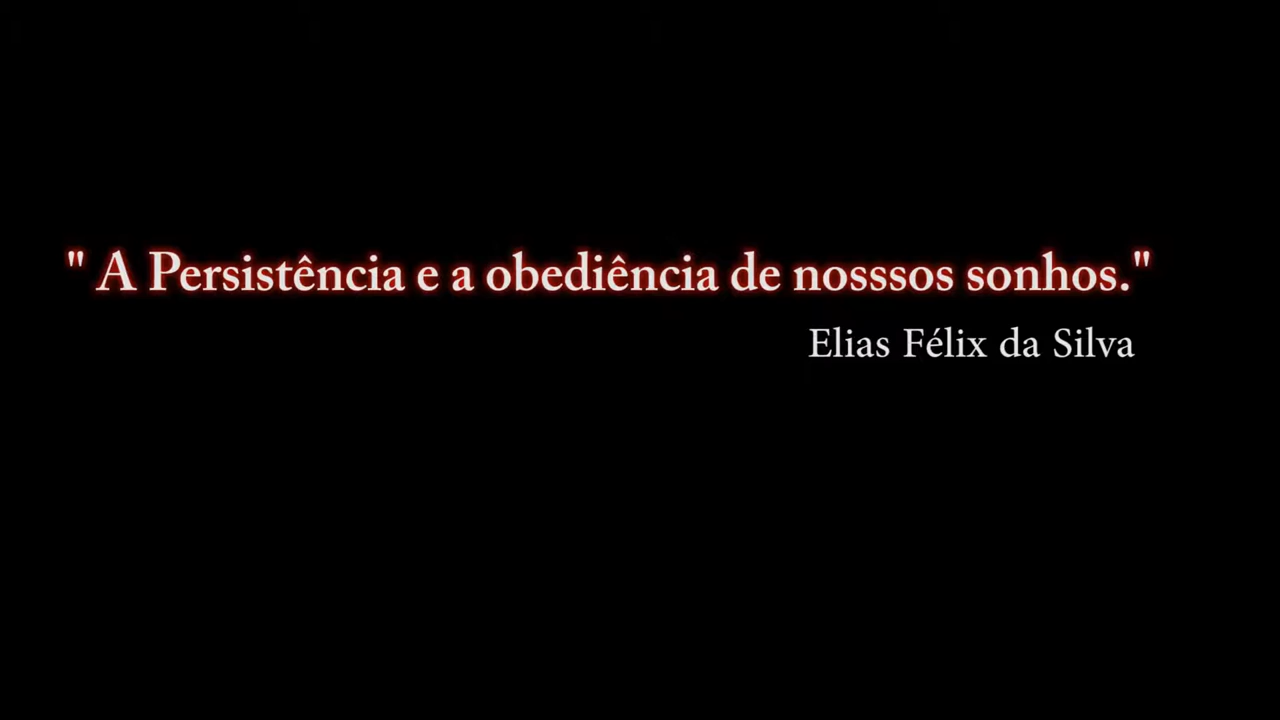 " A Persistência e a obediência de nosssos sonhos."
Elias Félix da Silva